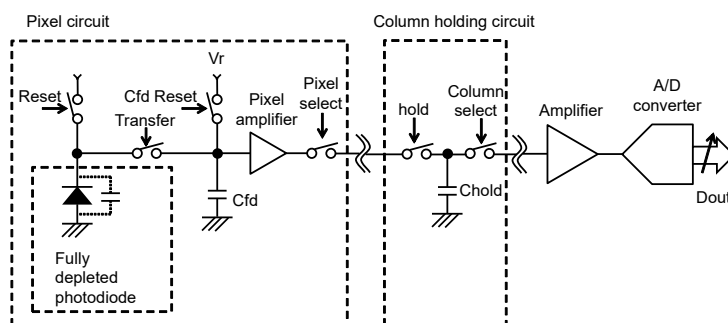 Pixel circuit
Column holding circuit
Vr
Reset
Cfd Reset
Transfer
Pixel
amplifier
Pixel
select
hold
Column
select
Amplifier
A/D
converter
Cfd
Chold
Dout
Fully
depleted
photodiode